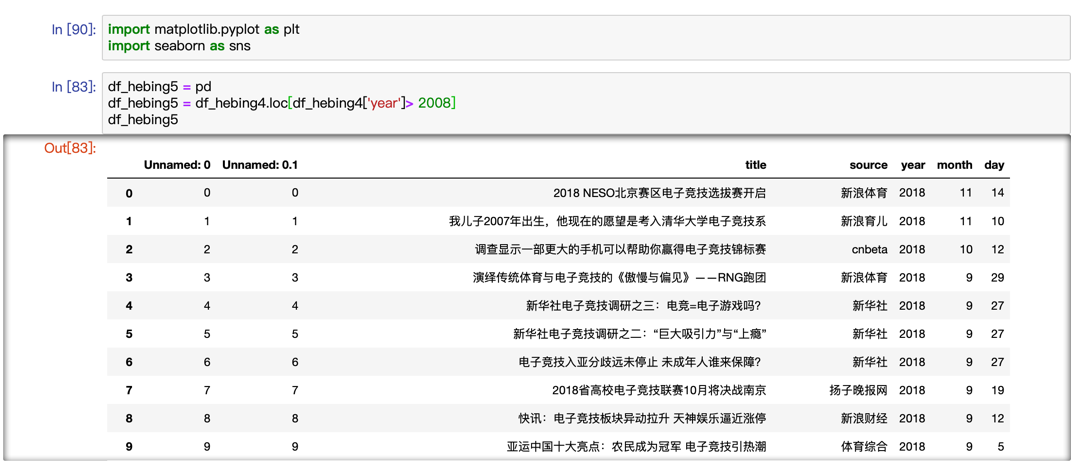 In [90]: import matplotlib.pyplot as plt
import seaborn as sns
In [83]: df_hebing5 = pd
df_hebing5 = df_hebing4.loc[df_hebing4['year']> 2008]
df_hebing5
Out[83]:
Unnamed: 0 Unnamed: 0.1 title source year month day
0 0 0 2018 NESO北京赛区电子竞技选拔赛开启 新浪体育 2018 11 14
1 1 1 我儿子2007年出生，他现在的愿望是考入清华大学电子竞技系 新浪育儿 2018 11 10
2 2 2 调查显示一部更大的手机可以帮助你赢得电子竞技锦标赛 cnbeta 2018 10 12
3 3 3 演绎传统体育与电子竞技的《傲慢与偏见》——RNG跑团 新浪体育 2018 9 29
4 4 4 新华社电子竞技调研之三：电竞=电子游戏吗？ 新华社 2018 9 27
5 5 5 新华社电子竞技调研之二：“巨大吸引力”与“上瘾” 新华社 2018 9 27
6 6 6 电子竞技入亚分歧远未停止 未成年人谁来保障？ 新华社 2018 9 27
7 7 7 2018省高校电子竞技联赛10月将决战南京 扬子晚报网 2018 9 19
8 8 8 快讯：电子竞技板块异动拉升 天神娱乐逼近涨停 新浪财经 2018 9 12
9 9 9 亚运中国十大亮点：农民成为冠军 电子竞技引热潮 体育综合 2018 9 5